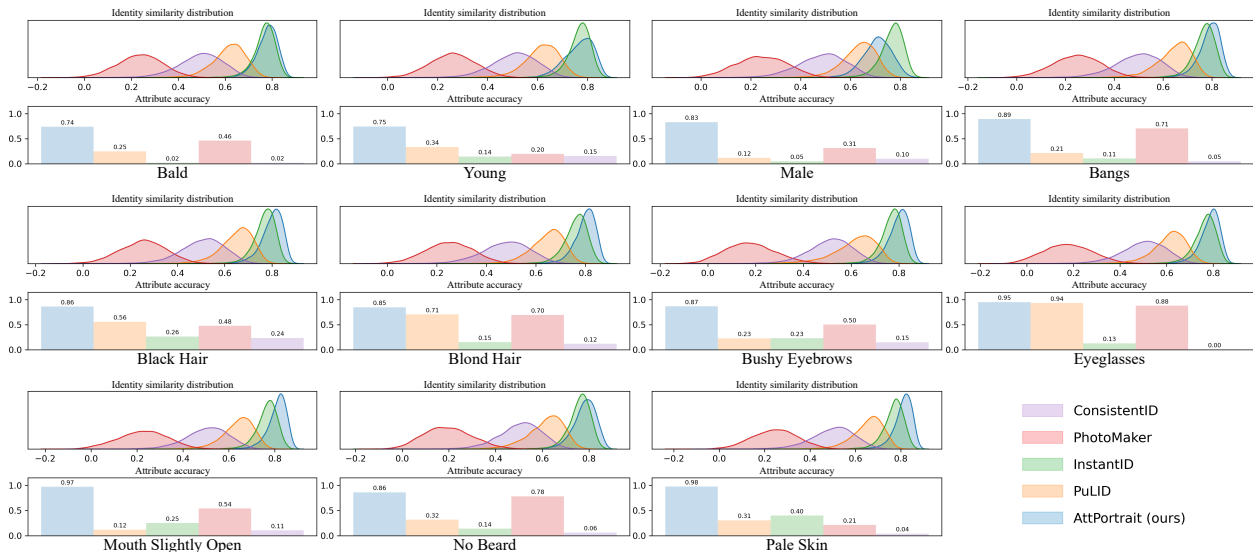 Identity similarity distribution Identity similarity distribution Identity similarity distribution Identity similarity distribution
−0.2 0.0 0.2 0.4 0.6 0.8 0.0 0.2 0.4 0.6 0.8 0.0 0.2 0.4 0.6 0.8 −0.2 0.0 0.2 0.4 0.6 0.8
Attribute accuracy Attribute accuracy Attribute accuracy Attribute accuracy
1.0 1.0 1.0 1.0
0.5 0.5 0.5 0.5
0.0 0.0 0.0 0.0
0.74 0.25 0.02 0.46 0.02 0.75 0.34 0.14 0.20 0.15 0.83 0.12 0.05 0.31 0.10 0.89 0.21 0.11 0.71 0.05
Bald Young Male Bangs
Identity similarity distribution Identity similarity distribution Identity similarity distribution Identity similarity distribution
−0.2 0.0 0.2 0.4 0.6 0.8 0.0 0.2 0.4 0.6 0.8 −0.2 0.0 0.2 0.4 0.6 0.8 −0.2 0.0 0.2 0.4 0.6 0.8
Attribute accuracy Attribute accuracy Attribute accuracy Attribute accuracy
1.0 1.0 1.0 1.0
0.5 0.5 0.5 0.5
0.0 0.0 0.0 0.0
0.86 0.56 0.26 0.48 0.24 0.85 0.71 0.15 0.70 0.12 0.87 0.23 0.23 0.50 0.15 0.95 0.94 0.13 0.88 0.00
Black Hair Blond Hair Bushy Eyebrows Eyeglasses
Identity similarity distribution Identity similarity distribution Identity similarity distribution
−0.2 0.0 0.2 0.4 0.6 0.8 −0.2 0.0 0.2 0.4 0.6 0.8 −0.2 0.0 0.2 0.4 0.6 0.8
Attribute accuracy Attribute accuracy Attribute accuracy
1.0 1.0 1.0
0.5 0.5 0.5
0.0 0.0 0.0
0.97 0.12 0.25 0.54 0.11 0.86 0.32 0.14 0.78 0.06 0.98 0.31 0.40 0.21 0.04
Mouth Slightly Open No Beard Pale Skin
ConsistentID
PhotoMaker
InstantID
PuLID
AttPortrait (ours)